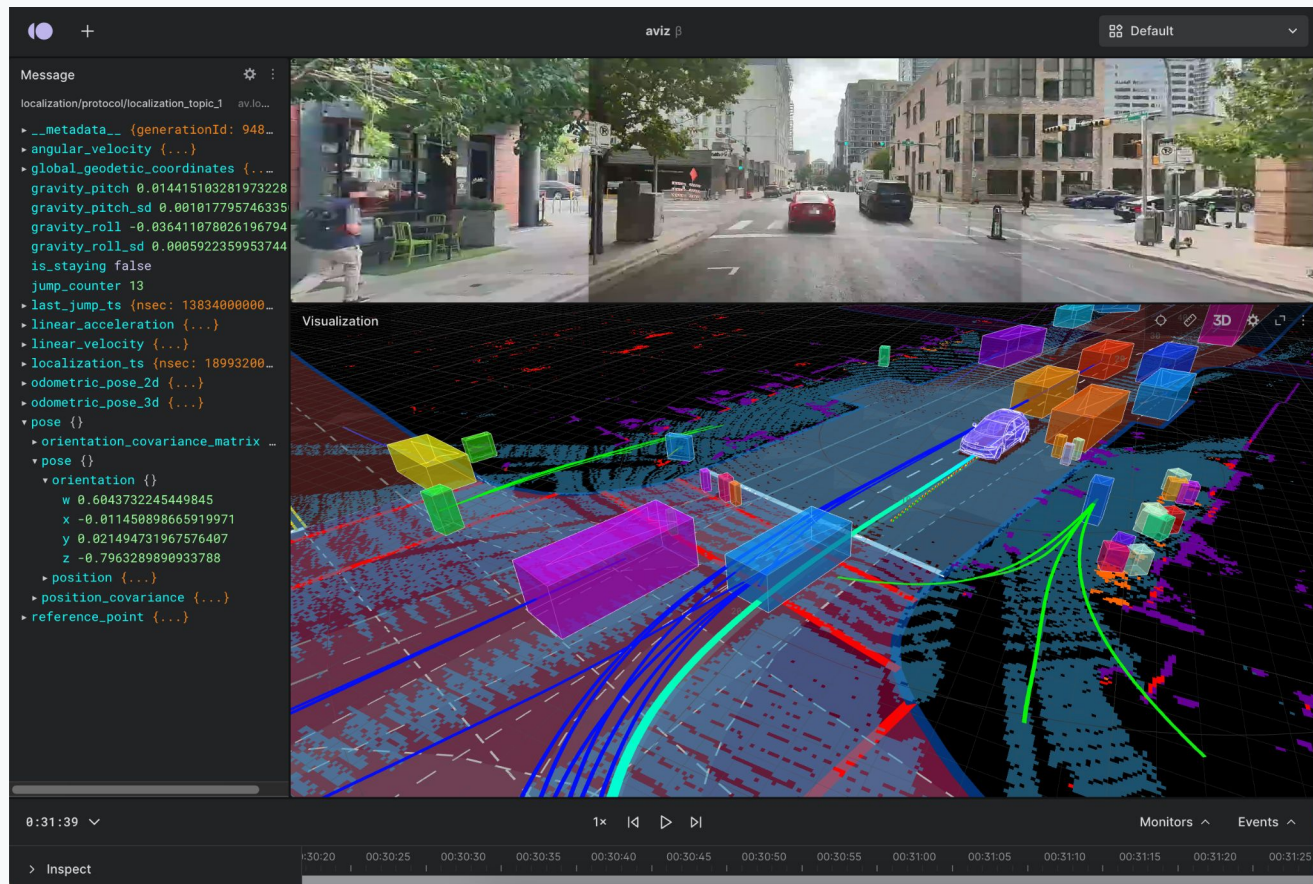 aviz β
Default
Message
localization/protocol/localization_topic_1 av.lo…
__metadata__ {generationId: 948…
angular_velocity {...}
global_geodetic_coordinates {...…
gravity_pitch 0.014415103281973228
gravity_pitch_sd 0.001017795746335
gravity_roll -0.036411078026196794
gravity_roll_sd 0.0005922359953744
is_staying false
jump_counter 13
last_jump_ts {nsec: 13834000000…
linear_acceleration {...}
linear_velocity {...}
localization_ts {nsec: 18993200…
odometric_pose_2d {...}
odometric_pose_3d {...}
pose {}
orientation_covariance_matrix …
pose {}
orientation {}
w 0.6043732245449845
x -0.011450898665919971
y 0.021494731967576407
z -0.7963289890933788
position {...}
position_covariance {...}
reference_point {...}
Visualization
3D
0:31:39
1×
Monitors
Events
Inspect
:30:20 00:30:25 00:30:30 00:30:35 00:30:40 00:30:45 00:30:50 00:30:55 00:31:00 00:31:05 00:31:10 00:31:15 00:31:20 00:31:25